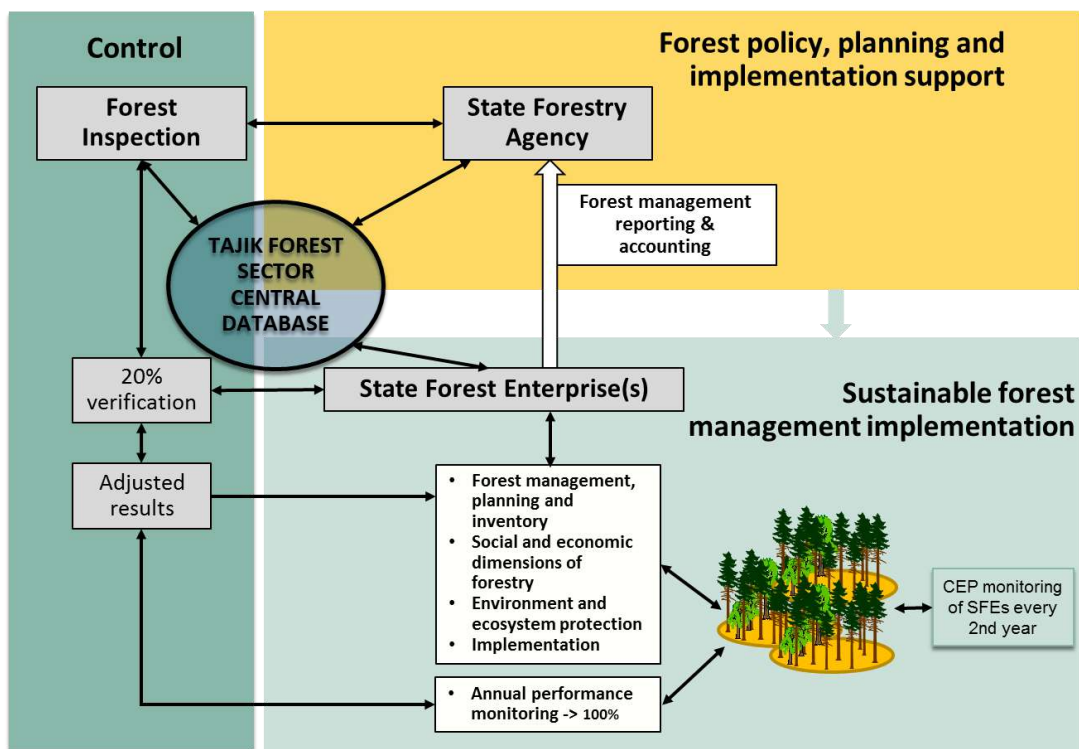 Control
Forest policy, planning and
implementation support
Forest
Inspection
State Forestry
Agency
Forest management
reporting &
accounting
TAJIK FOREST
SECTOR
CENTRAL
DATABASE
20%
verification
State Forest Enterprise(s)
Sustainable forest
management implementation
Adjusted
results
• Forest management,
planning and
inventory
• Social and economic
dimensions of
forestry
• Environment and
ecosystem protection
• Implementation
CEP monitoring
of SFEs every
2nd year
• Annual performance
monitoring -> 100%